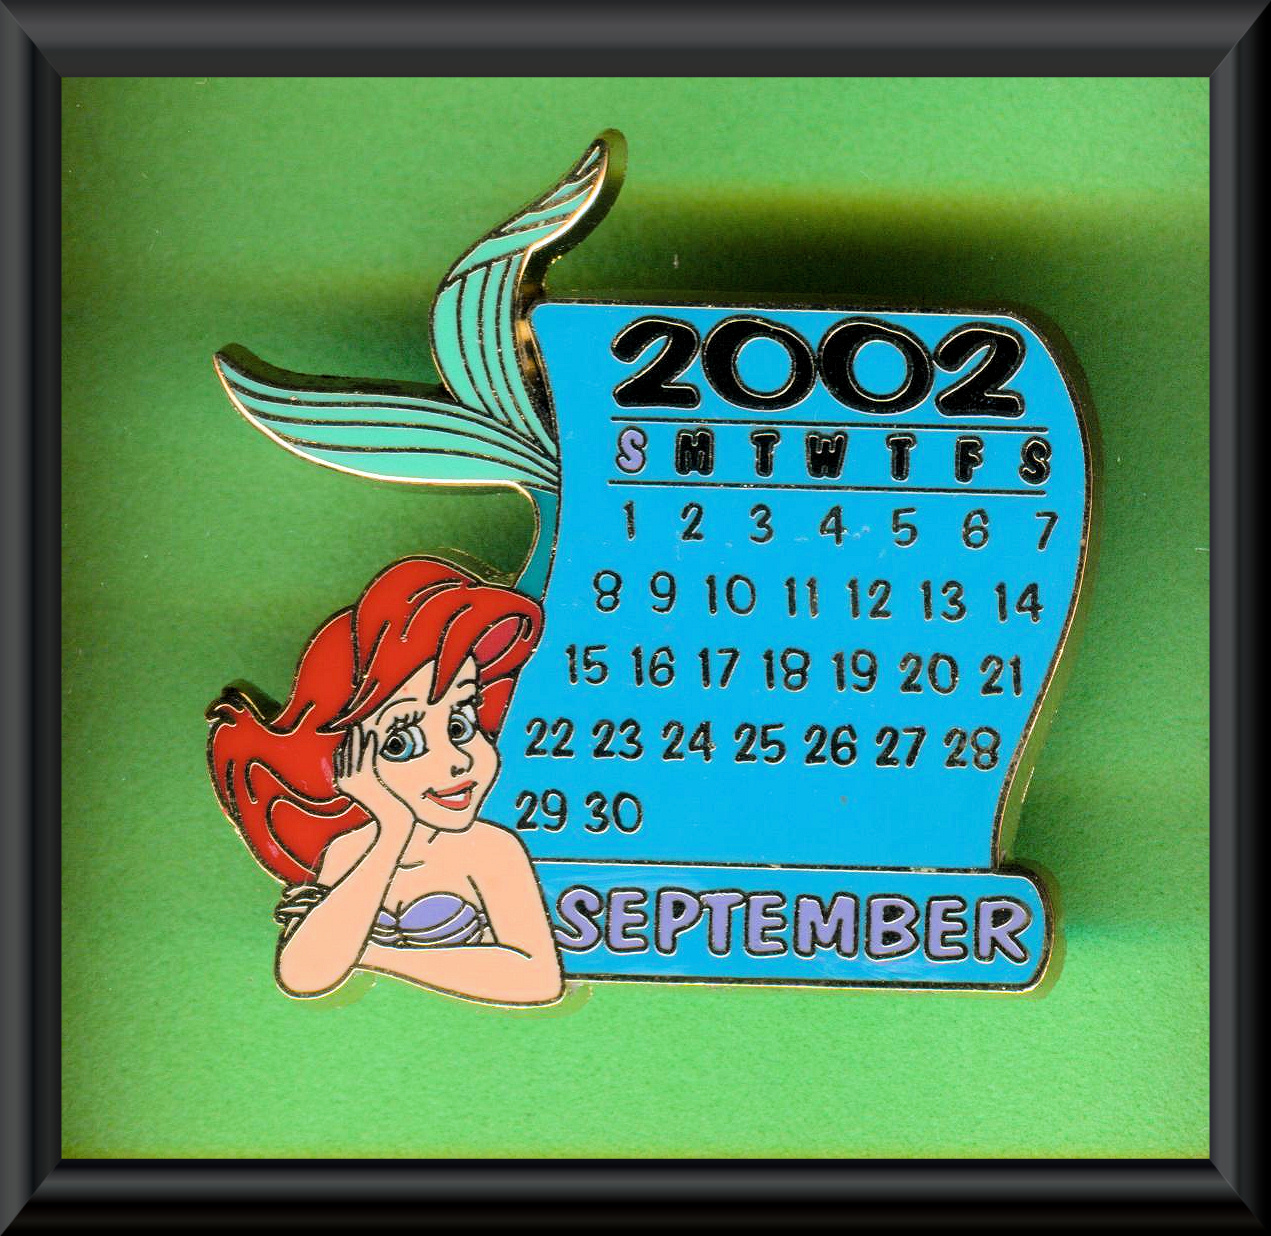 2002
S M T W T F S
1 2 3 4 5 6 7
8 9 10 11 12 13 14
15 16 17 18 19 20 21
22 23 24 25 26 27 28
29 30
SEPTEMBER